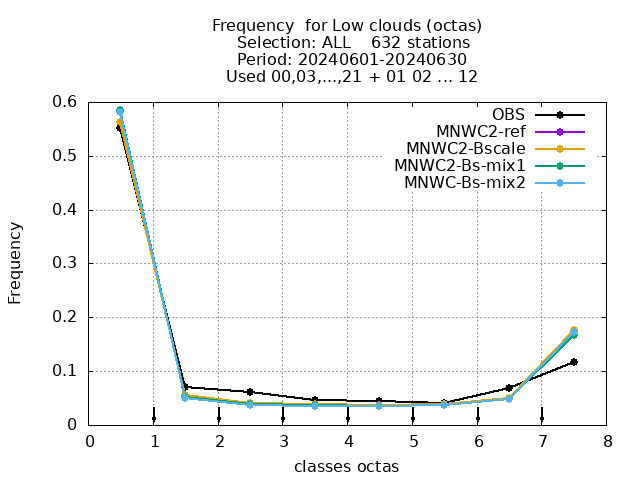 Frequency  for Low clouds (octas)
Selection: ALL    632 stations
Period: 20240601-20240630
Used 00,03,...,21 + 01 02 ... 12
OBS
MNWC2-ref
MNWC2-Bscale
MNWC2-Bs-mix1
MNWC-Bs-mix2
Frequency
0.6
0.5
0.4
0.3
0.2
0.1
0
0 1 2 3 4 5 6 7 8
classes octas